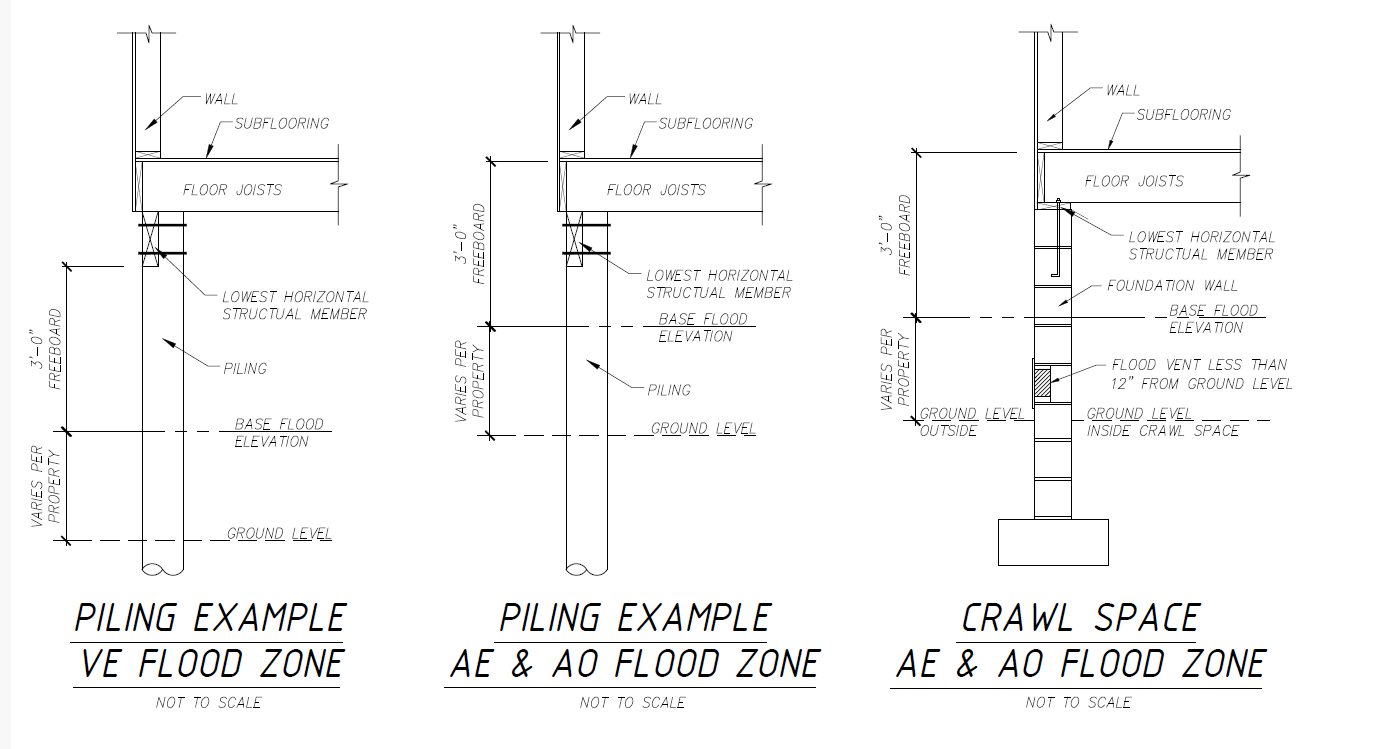 WALL
SUBFLOORING
FLOOR JOISTS
LOWEST HORIZONTAL
STRUCTUAL MEMBER
3'-0"
FREEBOARD
PILING
BASE FLOOD
ELEVATION
VARIES PER
PROPERTY
GROUND LEVEL
PILING EXAMPLE
VE FLOOD ZONE
NOT TO SCALE
WALL
SUBFLOORING
FLOOR JOISTS
3'-0"
FREEBOARD
LOWEST HORIZONTAL
STRUCTUAL MEMBER
BASE FLOOD
ELEVATION
VARIES PER
PROPERTY
PILING
GROUND LEVEL
PILING EXAMPLE
AE & AO FLOOD ZONE
NOT TO SCALE
WALL
SUBFLOORING
FLOOR JOISTS
3'-0"
FREEBOARD
LOWEST HORIZONTAL
STRUCTUAL MEMBER
FOUNDATION WALL
BASE FLOOD
ELEVATION
VARIES PER
PROPERTY
FLOOD VENT LESS THAN
12" FROM GROUND LEVEL
GROUND LEVEL
OUTSIDE
GROUND LEVEL
INSIDE CRAWL SPACE
CRAWL SPACE
AE & AO FLOOD ZONE
NOT TO SCALE